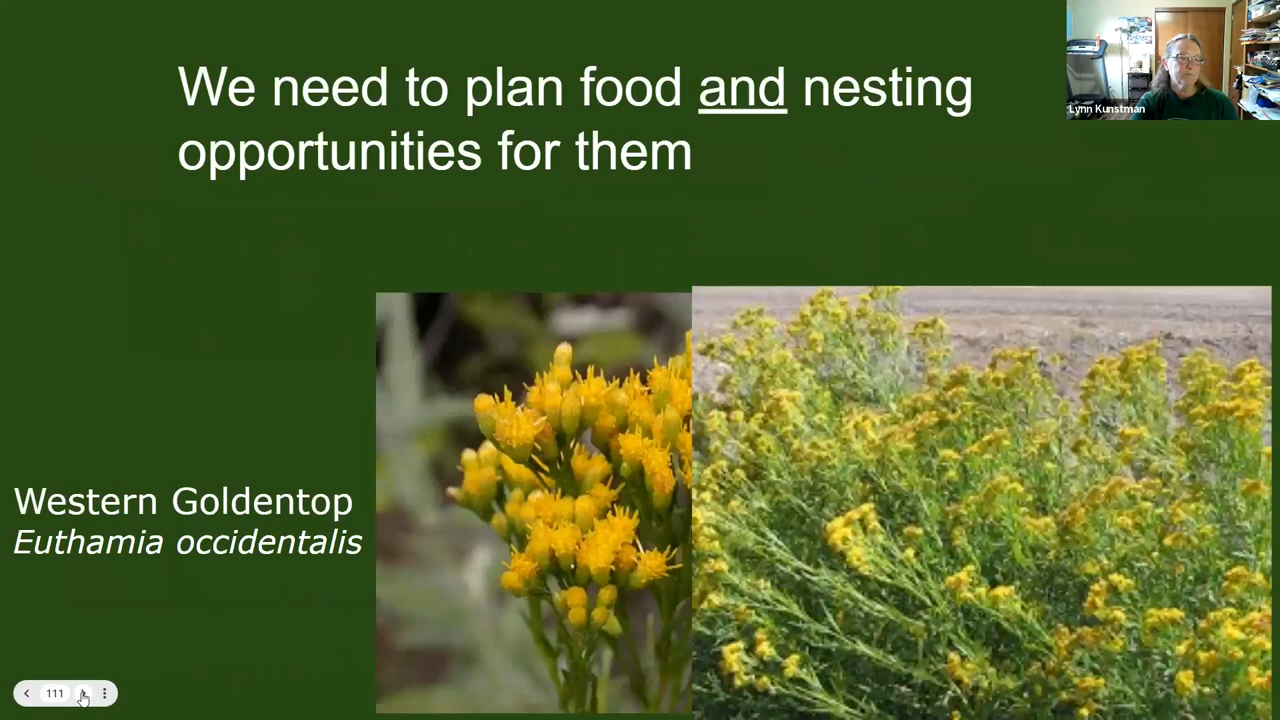 We need to plan food and nesting
opportunities for them
Lynn Kunstman
Western Goldentop
Euthamia occidentalis
111